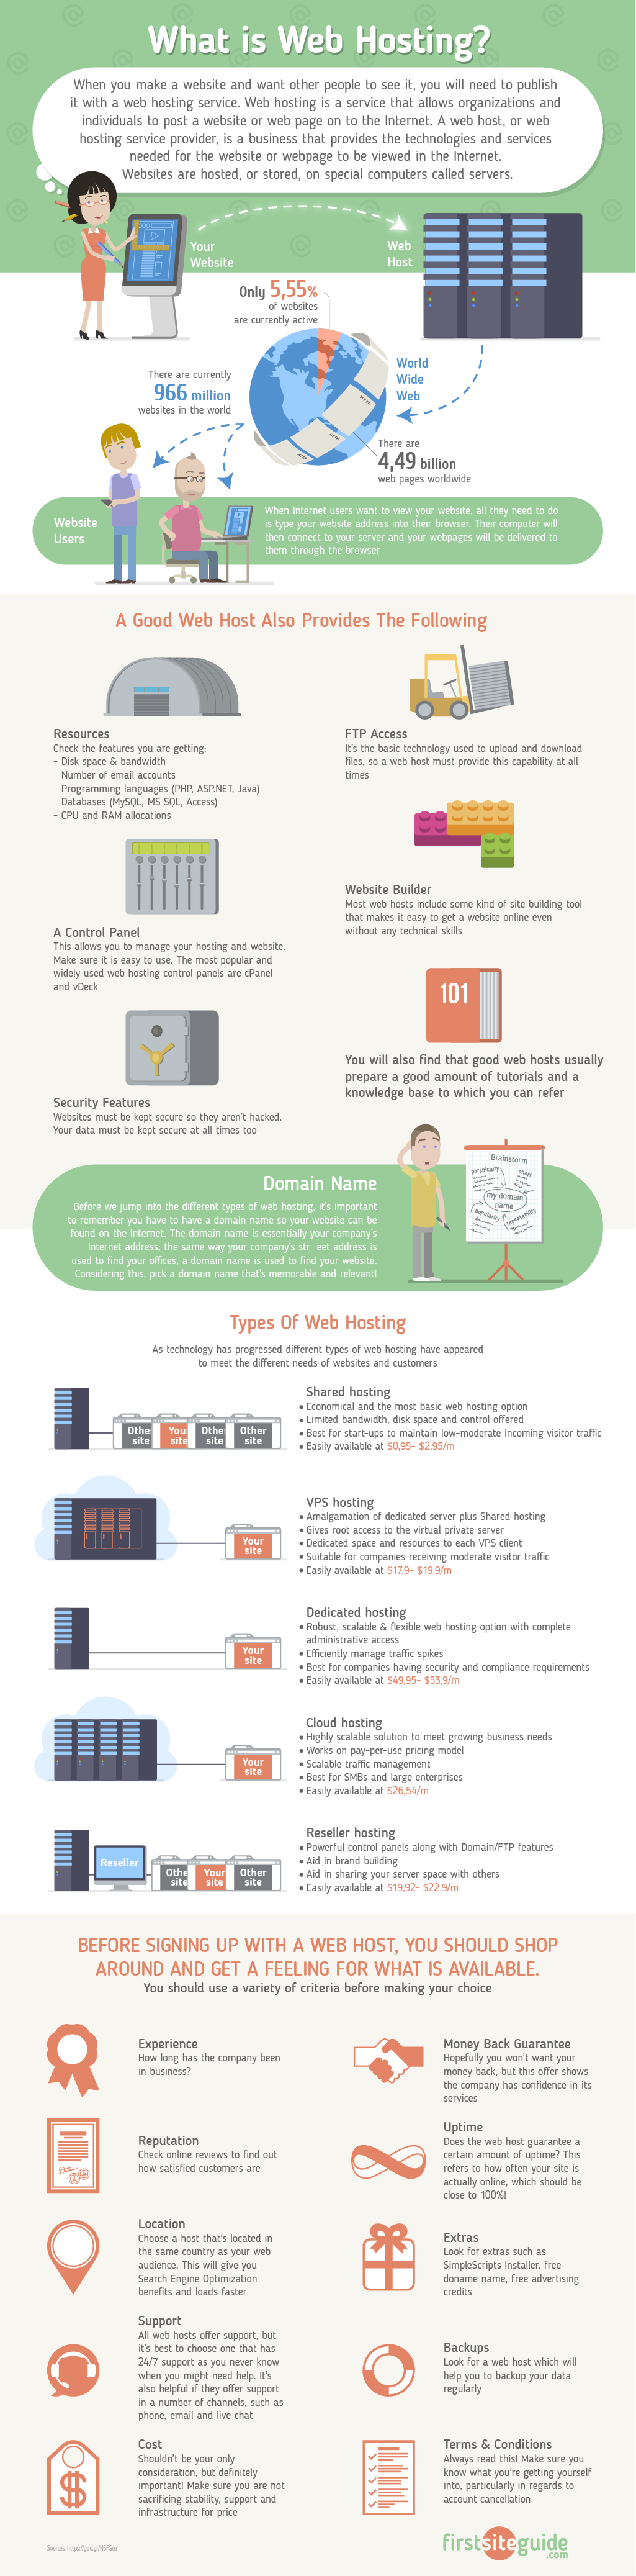 What is Web Hosting?
When you make a website and want other people to see it, you will need to publish
it with a web hosting service. Web hosting is a service that allows organizations and
individuals to post a website or web page on to the Internet. A web host, or web
hosting service provider, is a business that provides the technologies and services
needed for the website or webpage to be viewed in the Internet.
Websites are hosted, or stored, on special computers called servers.
Your
Website
Web
Host
Only 5,55%
of websites
are currently active
World
Wide
Web
There are currently
966 million
websites in the world
HTTP
HTTP
HTTP
HTTP
There are
4,49 billion
web pages worldwide
Website
Users
When Internet users want to view your website, all they need to do
is type your website address into their browser. Their computer will
then connect to your server and your webpages will be delivered to
them through the browser
A Good Web Host Also Provides The Following
Resources
Check the features you are getting:
- Disk space & bandwidth
- Number of email accounts
- Programming languages (PHP, ASP.NET, Java)
- Databases (MySQL, MS SQL, Access)
- CPU and RAM allocations
FTP Access
It's the basic technology used to upload and download
files, so a web host must provide this capability at all
times
A Control Panel
This allows you to manage your hosting and website.
Make sure it is easy to use. The most popular and
widely used web hosting control panels are cPanel
and vDeck
Website Builder
Most web hosts include some kind of site building tool
that makes it easy to get a website online even
without any technical skills
101
Security Features
Websites must be kept secure so they aren't hacked.
Your data must be kept secure at all times too
You will also find that good web hosts usually
prepare a good amount of tutorials and a
knowledge base to which you can refer
Domain Name
Before we jump into the different types of web hosting, it's important
to remember you have to have a domain name so your website can be
found on the Internet. The domain name is essentially your company's
Internet address; the same way your company's str eet address is
used to find your offices, a domain name is used to find your website.
Considering this, pick a domain name that's memorable and relevant!
Brainstorm
perspicuity
short
my domain
name
popularity
repeatability
Types Of Web Hosting
As technology has progressed different types of web hosting have appeared
to meet the different needs of websites and customers
Other
site
You
site
Othe
site
Other
site
Shared hosting
• Economical and the most basic web hosting option
• Limited bandwidth, disk space and control offered
• Best for start-ups to maintain low-moderate incoming visitor traffic
• Easily available at $0,95- $2,95/m
Your
site
VPS hosting
• Amalgamation of dedicated server plus Shared hosting
• Gives root access to the virtual private server
• Dedicated space and resources to each VPS client
• Suitable for companies receiving moderate visitor traffic
• Easily available at $17,9- $19,9/m
Your
site
Dedicated hosting
• Robust, scalable & flexible web hosting option with complete
administrative access
• Efficiently manage traffic spikes
• Best for companies having security and compliance requirements
• Easily available at $49,95- $53,9/m
Your
site
Cloud hosting
• Highly scalable solution to meet growing business needs
• Works on pay-per-use pricing model
• Scalable traffic management
• Best for SMBs and large enterprises
• Easily available at $26,54/m
Reseller
Othe
site
Your
site
Other
site
Reseller hosting
• Powerful control panels along with Domain/FTP features
• Aid in brand building
• Aid in sharing your server space with others
• Easily available at $19,92- $22,9/m
BEFORE SIGNING UP WITH A WEB HOST, YOU SHOULD SHOP
AROUND AND GET A FEELING FOR WHAT IS AVAILABLE.
You should use a variety of criteria before making your choice
Experience
How long has the company been
in business?
Money Back Guarantee
Hopefully you won't want your
money back, but this offer shows
the company has confidence in its
services
Reputation
Check online reviews to find out
how satisfied customers are
Uptime
Does the web host guarantee a
certain amount of uptime? This
refers to how often your site is
actually online, which should be
close to 100%!
Location
Choose a host that's located in
the same country as your web
audience. This will give you
Search Engine Optimization
benefits and loads faster
Extras
Look for extras such as
SimpleScripts Installer, free
doname name, free advertising
credits
Support
All web hosts offer support, but
it's best to choose one that has
24/7 support as you never know
when you might need help. It's
also helpful if they offer support
in a number of channels, such as
phone, email and live chat
Backups
Look for a web host which will
help you to backup your data
regularly
Cost
Shouldn't be your only
consideration, but definitely
important! Make sure you are not
sacrificing stability, support and
infrastructure for price
Terms & Conditions
Always read this! Make sure you
know what you're getting yourself
into, particularly in regards to
account cancellation
$
Sources:
firstsiteguide
.com